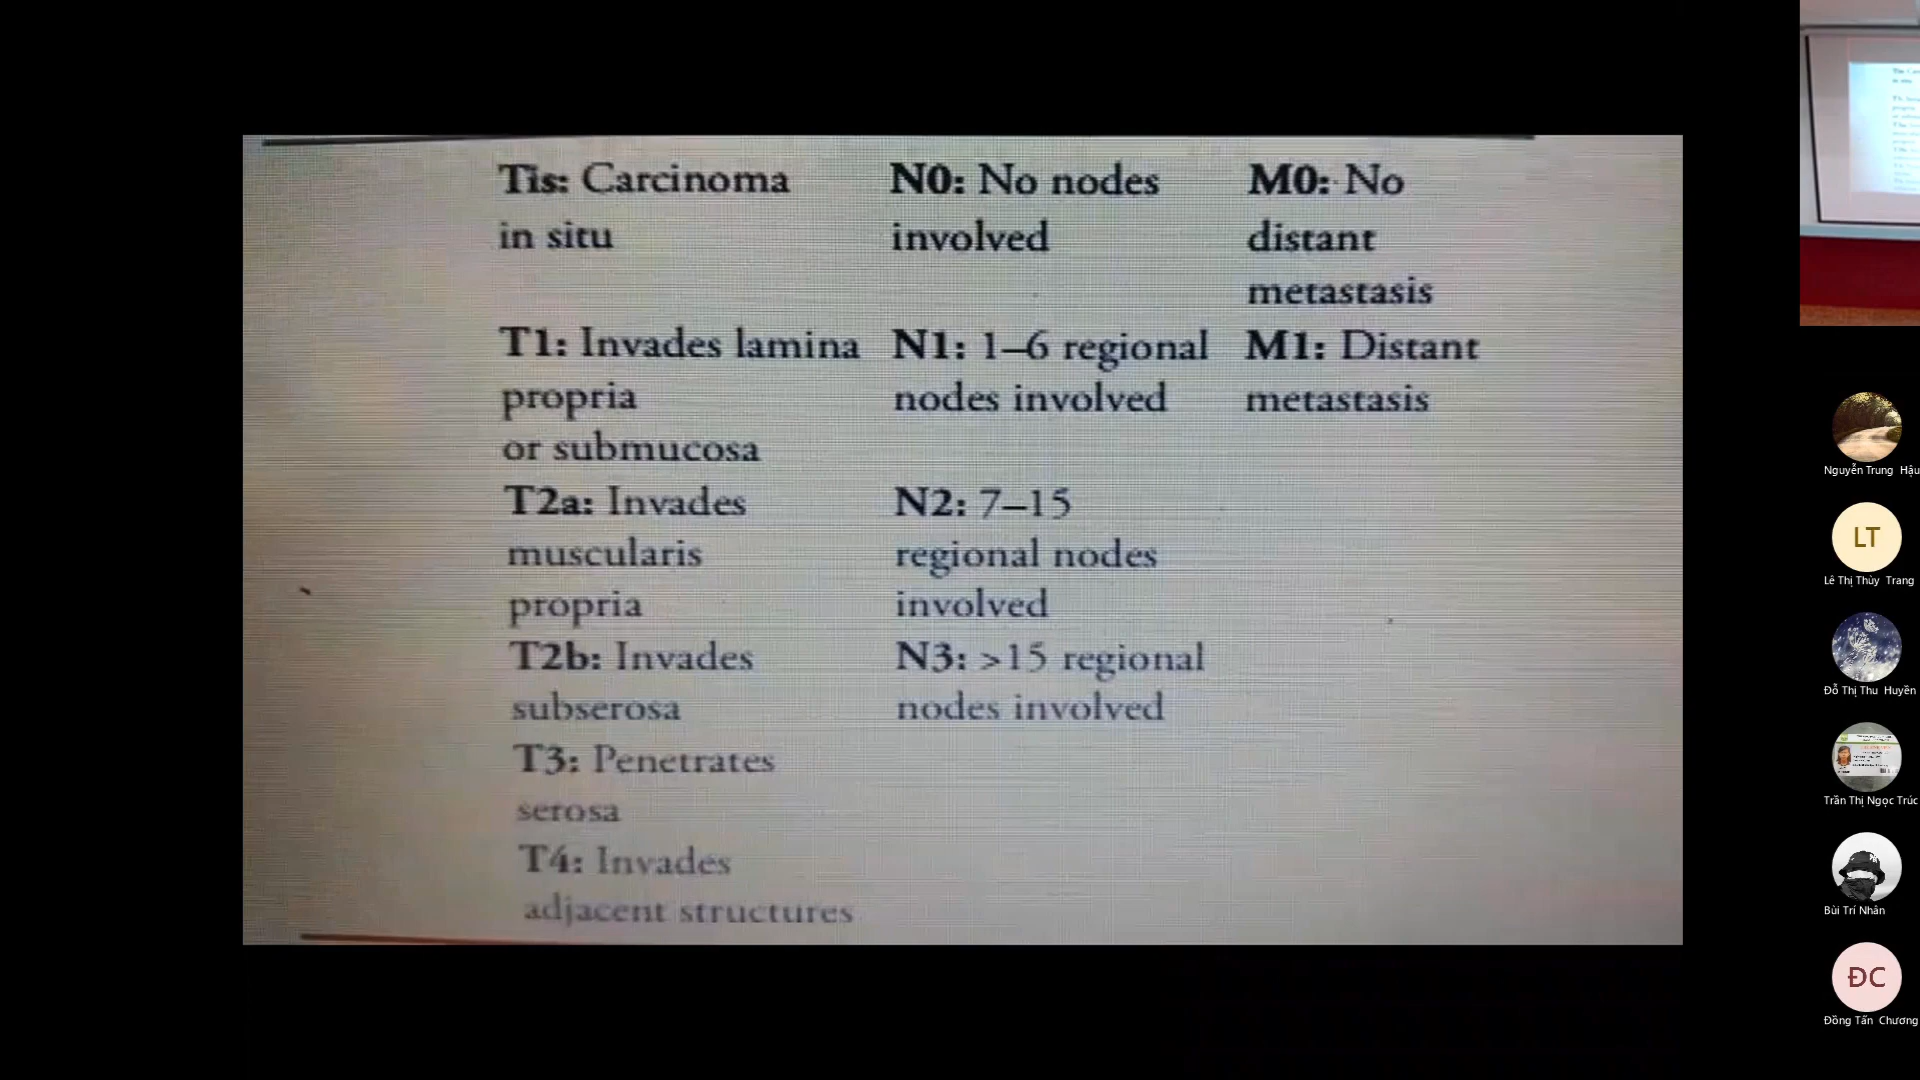 Tis: Carcinoma
in situ
N0: No nodes
involved
M0: No
distant
metastasis
T1: Invades lamina
propria
or submucosa
N1: 1–6 regional
nodes involved
M1: Distant
metastasis
T2a: Invades
muscularis
propria
N2: 7–15
regional nodes
involved
T2b: Invades
subserosa
N3: >15 regional
nodes involved
T3: Penetrates
serosa
T4: Invades
adjacent structures
Nguyễn Trung Hậu
LT
Lê Thị Thùy Trang
Đỗ Thị Thu Huyền
Trần Thị Ngọc Trúc
Bùi Trí Nhân
ĐC
Đồng Tấn Chương